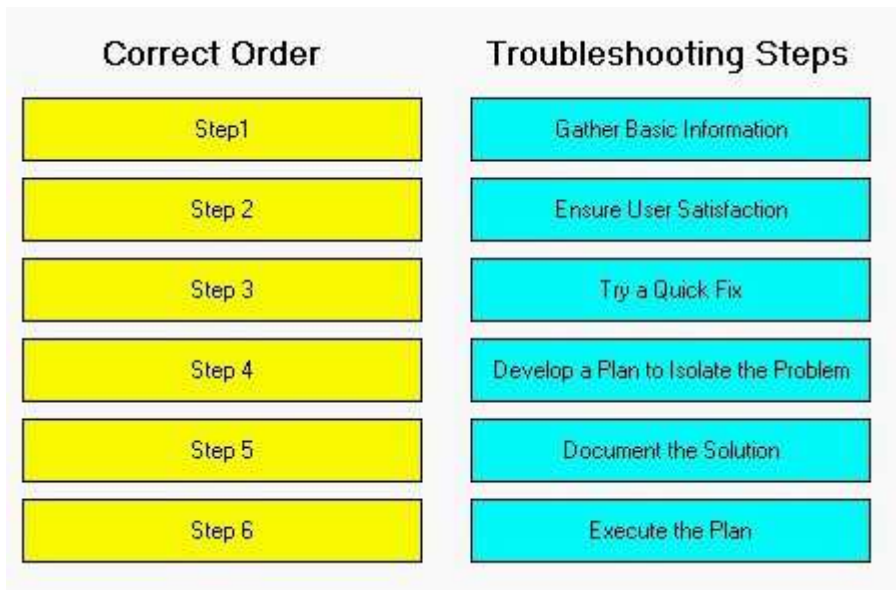 Correct Order
Troubleshooting Steps
Step1
Gather Basic Information
Step 2
Ensure User Satisfaction
Step 3
Try a Quick Fix
Step 4
Develop a Plan to Isolate the Problem
Step 5
Document the Solution
Step 6
Execute the Plan